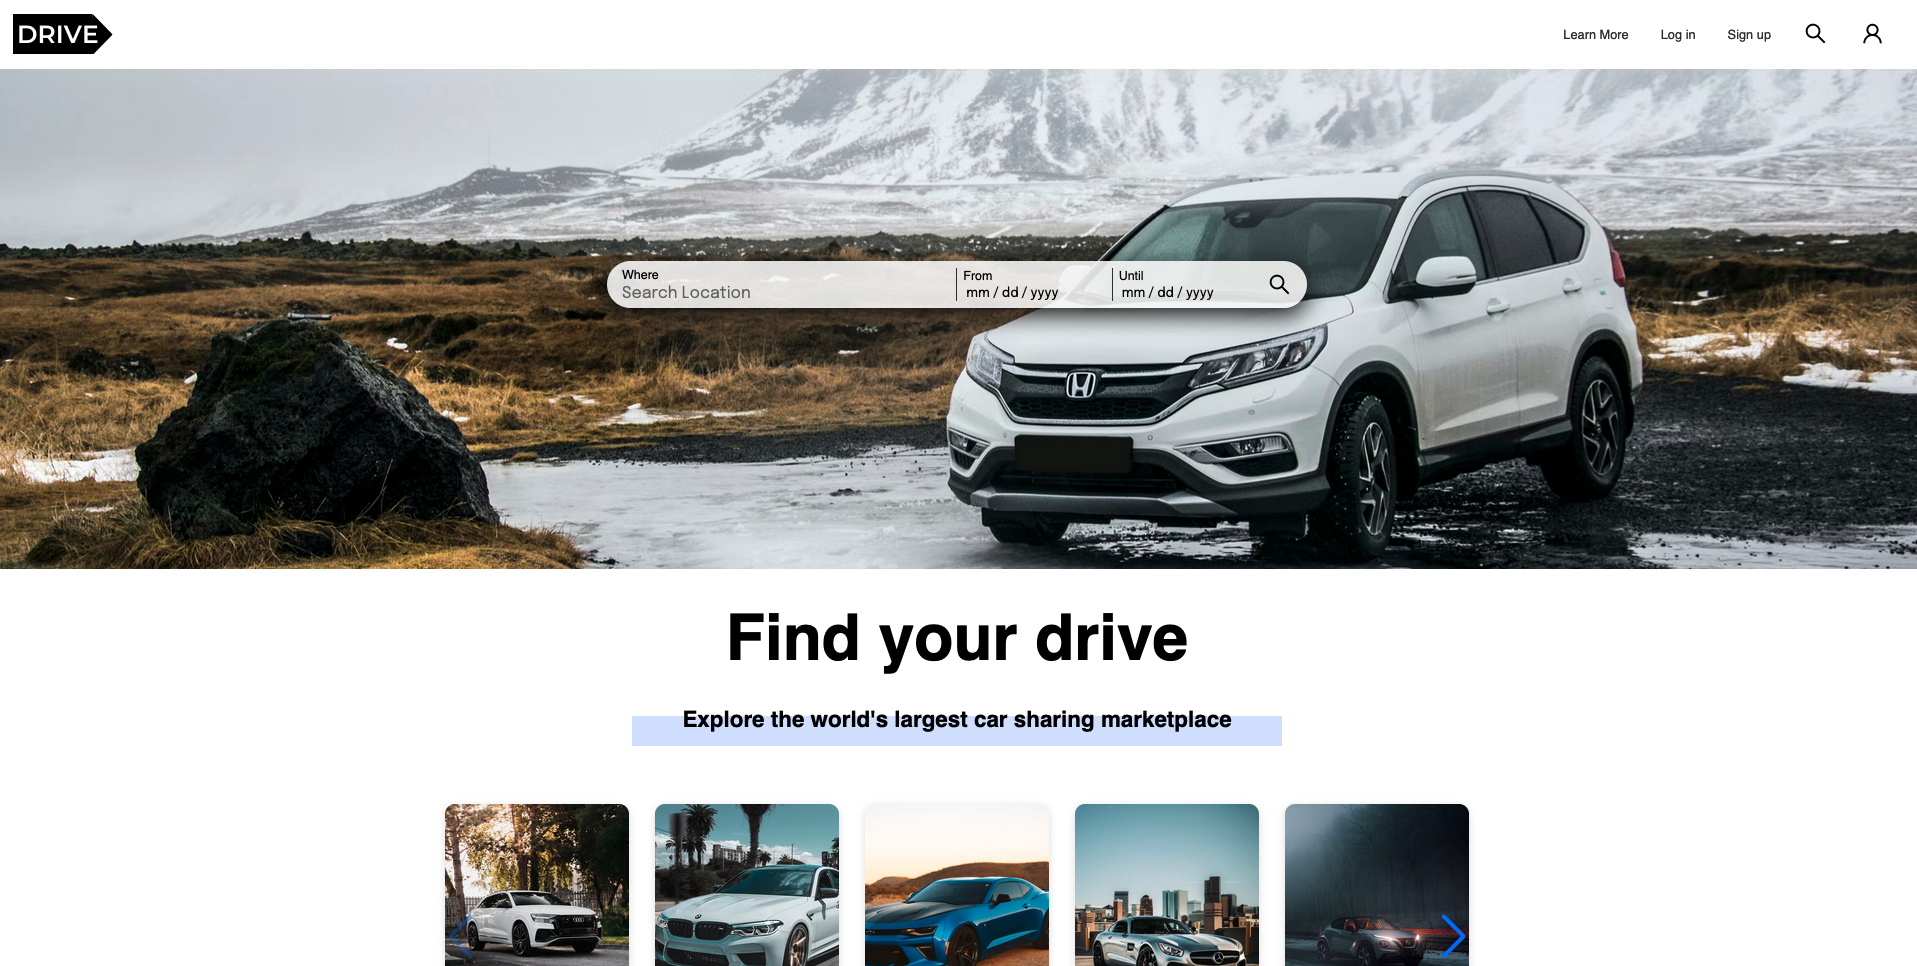 DRIVE
Learn More
Log in
Sign up
Where
Search Location
From
mm / dd / yyyy
Until
mm / dd / yyyy
Find your drive
Explore the world's largest car sharing marketplace